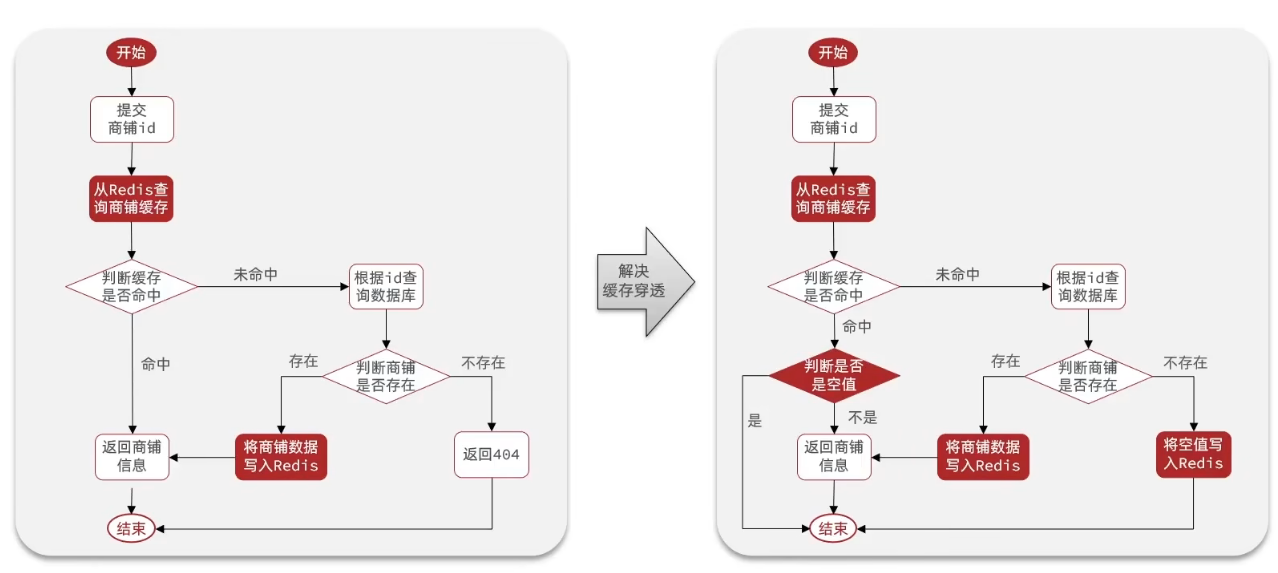 开始
提交
商铺id
从Redis查
询商铺缓存
判断缓存
是否命中
未命中
根据id查
询数据库
命中
存在
判断商铺
是否存在
不存在
返回商铺
信息
将商铺数据
写入Redis
返回404
结束
解决
缓存穿透
开始
提交
商铺id
从Redis查
询商铺缓存
判断缓存
是否命中
未命中
根据id查
询数据库
命中
判断是否
是空值
存在
判断商铺
是否存在
不存在
是
不是
返回商铺
信息
将商铺数据
写入Redis
将空值写
入Redis
结束